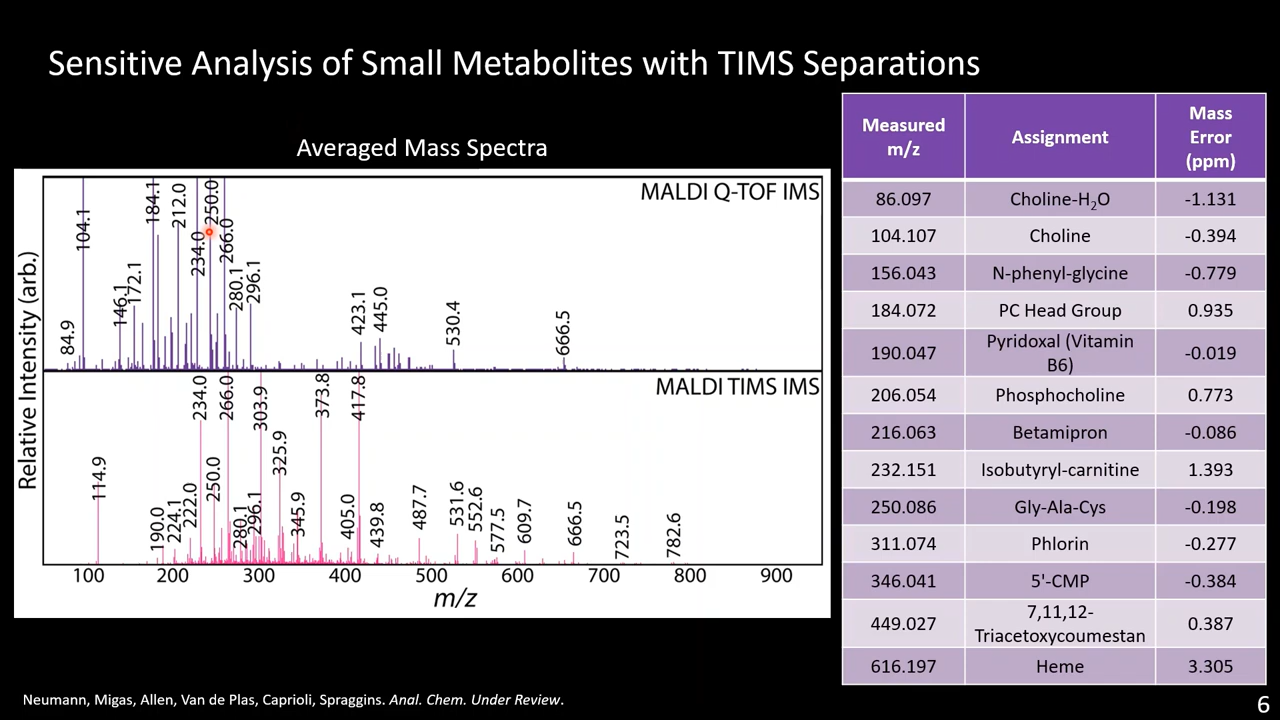 Sensitive Analysis of Small Metabolites with TIMS Separations
Averaged Mass Spectra
MALDI Q-TOF IMS
84.9
104.1
146.1
172.1
184.1
212.0
234.0
250.0
266.0
280.1
296.1
423.1
445.0
530.4
666.5
MALDI TIMS IMS
114.9
190.0
224.1
222.0
234.0
250.0
266.0
280.1
296.1
303.9
325.9
345.9
373.8
405.0
417.8
439.8
487.7
531.6
552.6
577.5
609.7
666.5
723.5
782.6
Relative Intensity (arb.)
100 200 300 400 500 600 700 800 900
m/z
Measured m/z Assignment Mass Error (ppm)
86.097 Choline-H₂O -1.131
104.107 Choline -0.394
156.043 N-phenyl-glycine -0.779
184.072 PC Head Group 0.935
190.047 Pyridoxal (Vitamin B6) -0.019
206.054 Phosphocholine 0.773
216.063 Betamipron -0.086
232.151 Isobutyryl-carnitine 1.393
250.086 Gly-Ala-Cys -0.198
311.074 Phlorin -0.277
346.041 5'-CMP -0.384
449.027 7,11,12-Triacetoxycoumestan 0.387
616.197 Heme 3.305
Neumann, Migas, Allen, Van de Plas, Caprioli, Spraggins. Anal. Chem. Under Review.
6